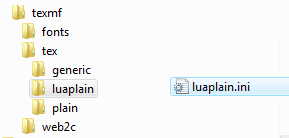 texmf
fonts
tex
generic
luaplain
luaplain.ini
plain
web2c